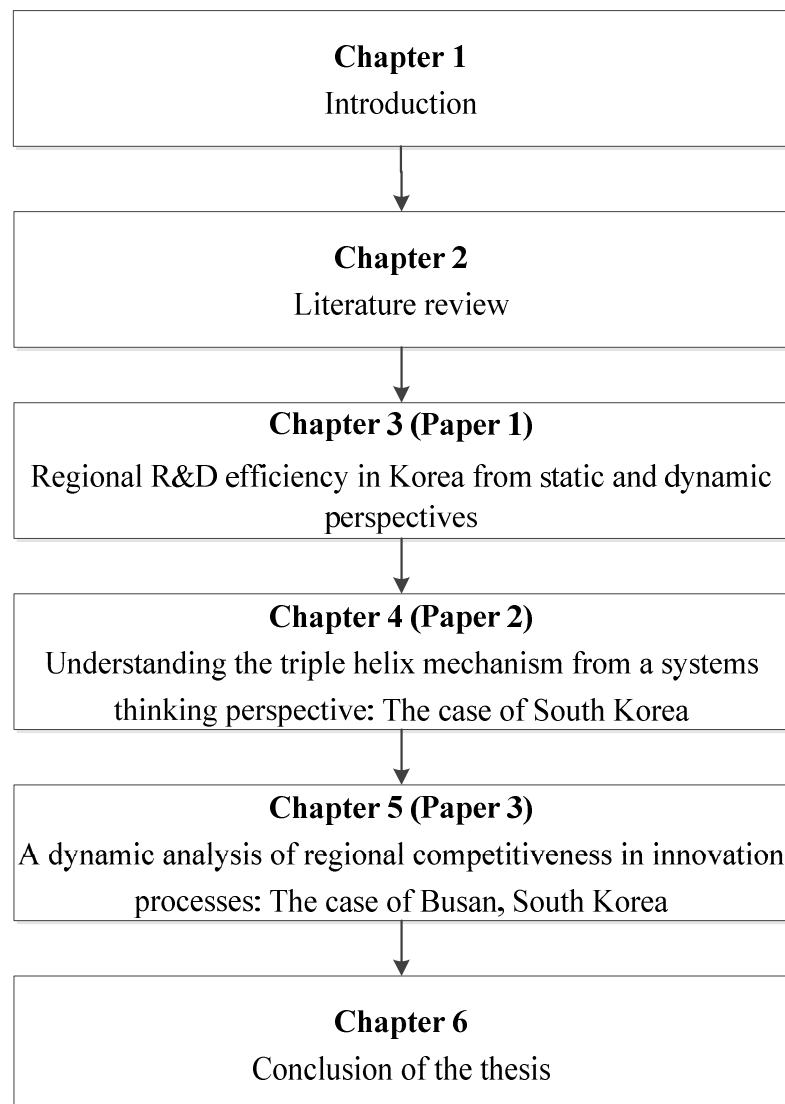 Chapter 1
Introduction
Chapter 2
Literature review
Chapter 3 (Paper 1)
Regional R&D efficiency in Korea from static and dynamic
perspectives
Chapter 4 (Paper 2)
Understanding the triple helix mechanism from a systems
thinking perspective: The case of South Korea
Chapter 5 (Paper 3)
A dynamic analysis of regional competitiveness in innovation
processes: The case of Busan, South Korea
Chapter 6
Conclusion of the thesis